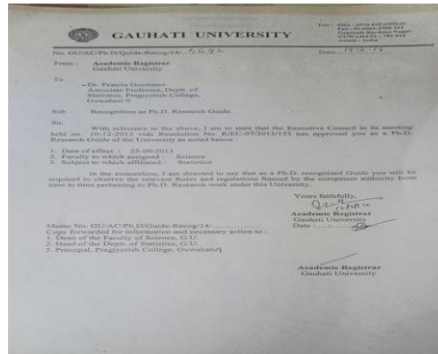 GAUHATI UNIVERSITY
No. GU/AC/Ph.D/Guide-Recog/14/
Date
From : Academic Registrar
Gauhati University
To
Dr. Pranita Goswami
Associate Professor, Deptt. of
Statistics, Pragjyotish College,
Guwahati-9
Sub : Recognition as Ph.D. Research Guide.
Sir,
With reference to the above, I am to state that the Executive Council in its meeting
held on 10-12-2013 vide Resolution No. R/EC-07/2013/153 has approved you as a Ph.D.
Research Guide of the University as noted below :
1. Date of effect : 25-09-2013
2. Faculty to which assigned : Science
3. Subject to which affiliated : Statistics
In the connection, I am directed to say that as a Ph.D. recognised Guide you will be
required to observe the relevant Rules and regulations framed by the competent authority from
time to time pertaining to Ph.D. Research work under this University.
Yours faithfully,
Academic Registrar
Gauhati University
Date :
Memo No. GU/AC/Ph.D/Guide-Recog/14/
Copy forwarded for information and necessary action to :
1. Dean of the Faculty of Science, G.U.
2. Head of the Deptt. of Statistics, G.U.
3. Principal, Pragjyotish College, Guwahati-9
Academic Registrar
Gauhati University